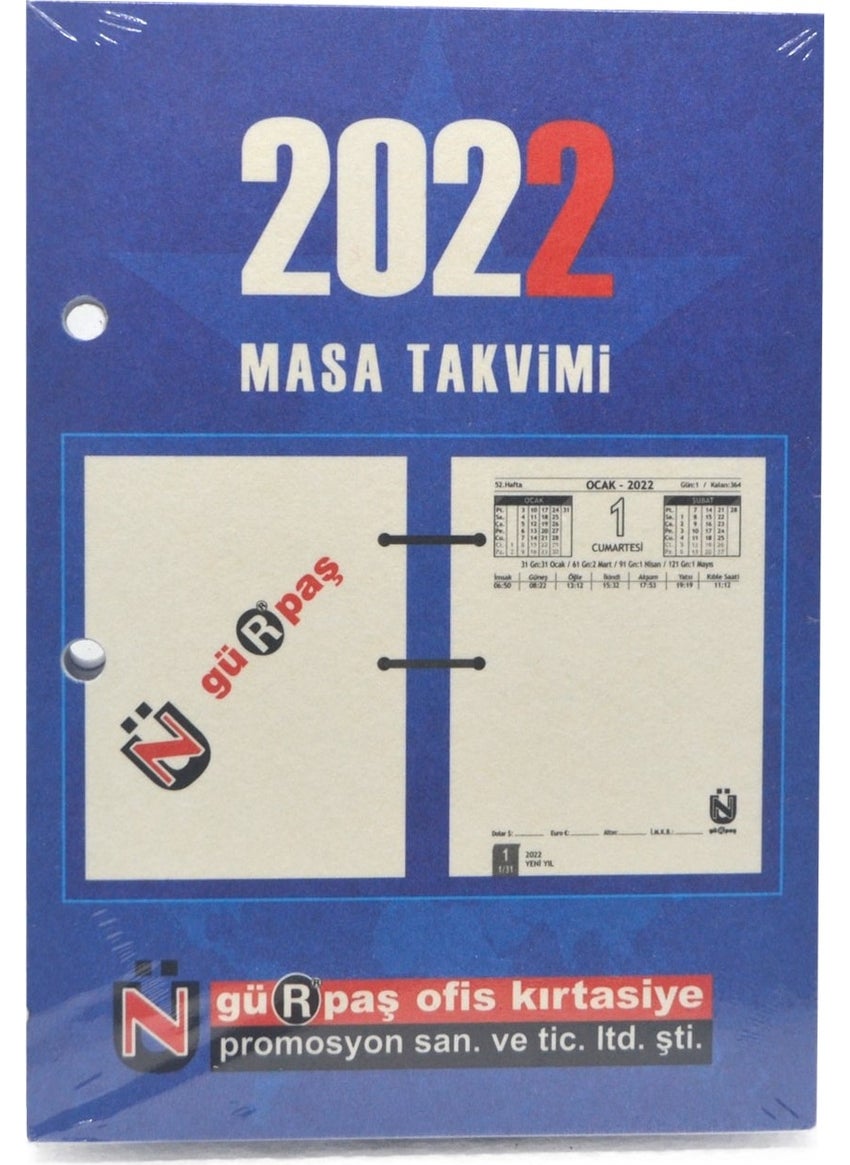 2022
MASA TAKVİMİ
güRpaş
52.Hafta OCAK - 2022 Gün:1 / Kalan:364
OCAK
1
ŞUBAT
CUMARTESİ
31 Gn:31 Ocak / 61 Gn:2 Mart / 91 Gn:1 Nisan / 121 Gn:1 Mayıs
İmsak Güneş Öğle İkindi Akşam Yatsı Kıble Saati
06:50 08:22 13:12 15:32 17:53 19:19 11:12
Dolar $: Euro €: Altın: İ.M.K.B.:
güRpaş
1 2022
1/31 YENİ YIL
güRpaş ofis kırtasiye
promosyon san. ve tic. ltd. şti.